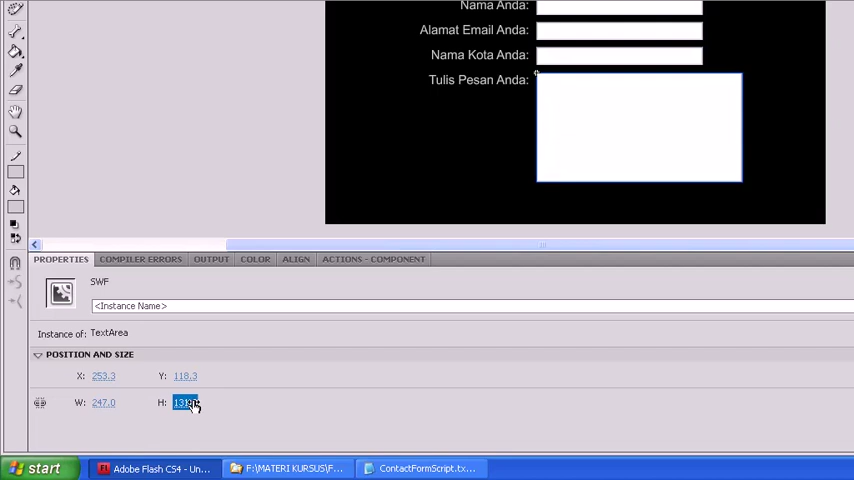 Nama Anda:
Alamat Email Anda:
Nama Kota Anda:
Tulis Pesan Anda:
PROPERTIES COMPILER ERRORS OUTPUT COLOR ALIGN ACTIONS - COMPONENT
SWF
<Instance Name>
Instance of: TextArea
POSITION AND SIZE
X: 253.3 Y: 118.3
W: 247.0 H:
start Adobe Flash CS4 - Un... F:\MATERI KURSUS\F... ContactFormScript.tx...